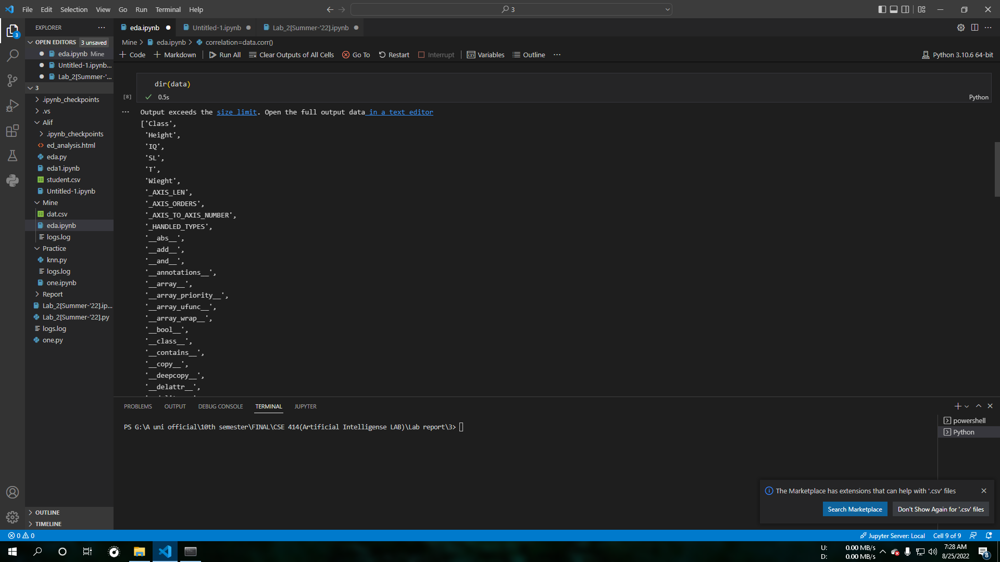 File Edit Selection View Go Run Terminal Help
3
EXPLORER
3
OPEN EDITORS 3 unsaved
eda.ipynb Mine
Untitled-1.ipynb...
Lab_2[Summer-'...
3
.ipynb_checkpoints
.vs
Alif
.ipynb_checkpoints
ed_analysis.html
eda.py
eda1.ipynb
student.csv
Untitled-1.ipynb
Mine
dat.csv
eda.ipynb
logs.log
Practice
knn.py
logs.log
one.ipynb
Report
Lab_2[Summer-'22].ip...
Lab_2[Summer-'22].py
logs.log
one.py
OUTLINE
TIMELINE
eda.ipynb Untitled-1.ipynb Lab_2[Summer-'22].ipynb
Mine > eda.ipynb > correlation=data.corr()
+ Code + Markdown Run All Clear Outputs of All Cells Go To Restart Interrupt Variables Outline ... Python 3.10.6 64-bit
dir(data)
[8] 0.5s Python
... Output exceeds the size limit. Open the full output data in a text editor
['Class',
'Height',
'IQ',
'SL',
'T',
'Wieght',
'_AXIS_LEN',
'_AXIS_ORDERS',
'_AXIS_TO_AXIS_NUMBER',
'_HANDLED_TYPES',
'__abs__',
'__add__',
'__and__',
'__annotations__',
'__array__',
'__array_priority__',
'__array_ufunc__',
'__array_wrap__',
'__bool__',
'__class__',
'__contains__',
'__copy__',
'__deepcopy__',
'__delattr__',
PROBLEMS OUTPUT DEBUG CONSOLE TERMINAL JUPYTER
PS G:\A uni official\10th semester\FINAL\CSE 414(Artificial Intelligense LAB)\Lab report\3>
powershell
Python
The Marketplace has extensions that can help with '.csv' files
Search Marketplace Don't Show Again for '.csv' files
0 0 Jupyter Server: Local Cell 9 of 9
U: 0.00 MB/s
D: 0.00 MB/s
7:28 AM
8/25/2022
8